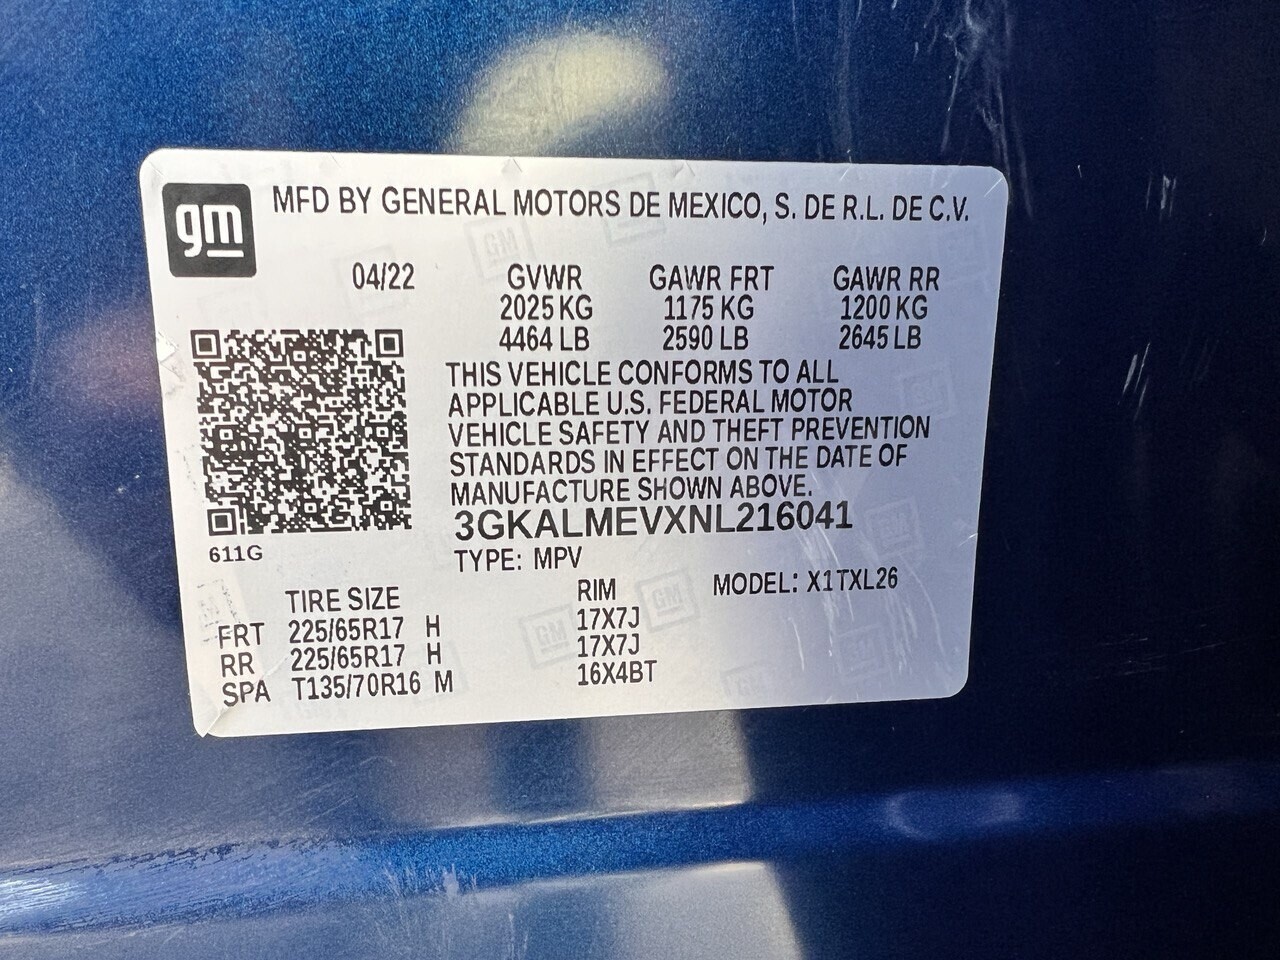 gm MFD BY GENERAL MOTORS DE MEXICO, S. DE R.L. DE C.V.
04/22 GVWR GAWR FRT GAWR RR
2025 KG 1175 KG 1200 KG
4464 LB 2590 LB 2645 LB
THIS VEHICLE CONFORMS TO ALL
APPLICABLE U.S. FEDERAL MOTOR
VEHICLE SAFETY AND THEFT PREVENTION
STANDARDS IN EFFECT ON THE DATE OF
MANUFACTURE SHOWN ABOVE.
3GKALMEVXNL216041
611G
TYPE: MPV
MODEL: X1TXL26
TIRE SIZE RIM
FRT 225/65R17 H 17X7J
RR 225/65R17 H 17X7J
SPA T135/70R16 M 16X4BT
GM
GM
GM